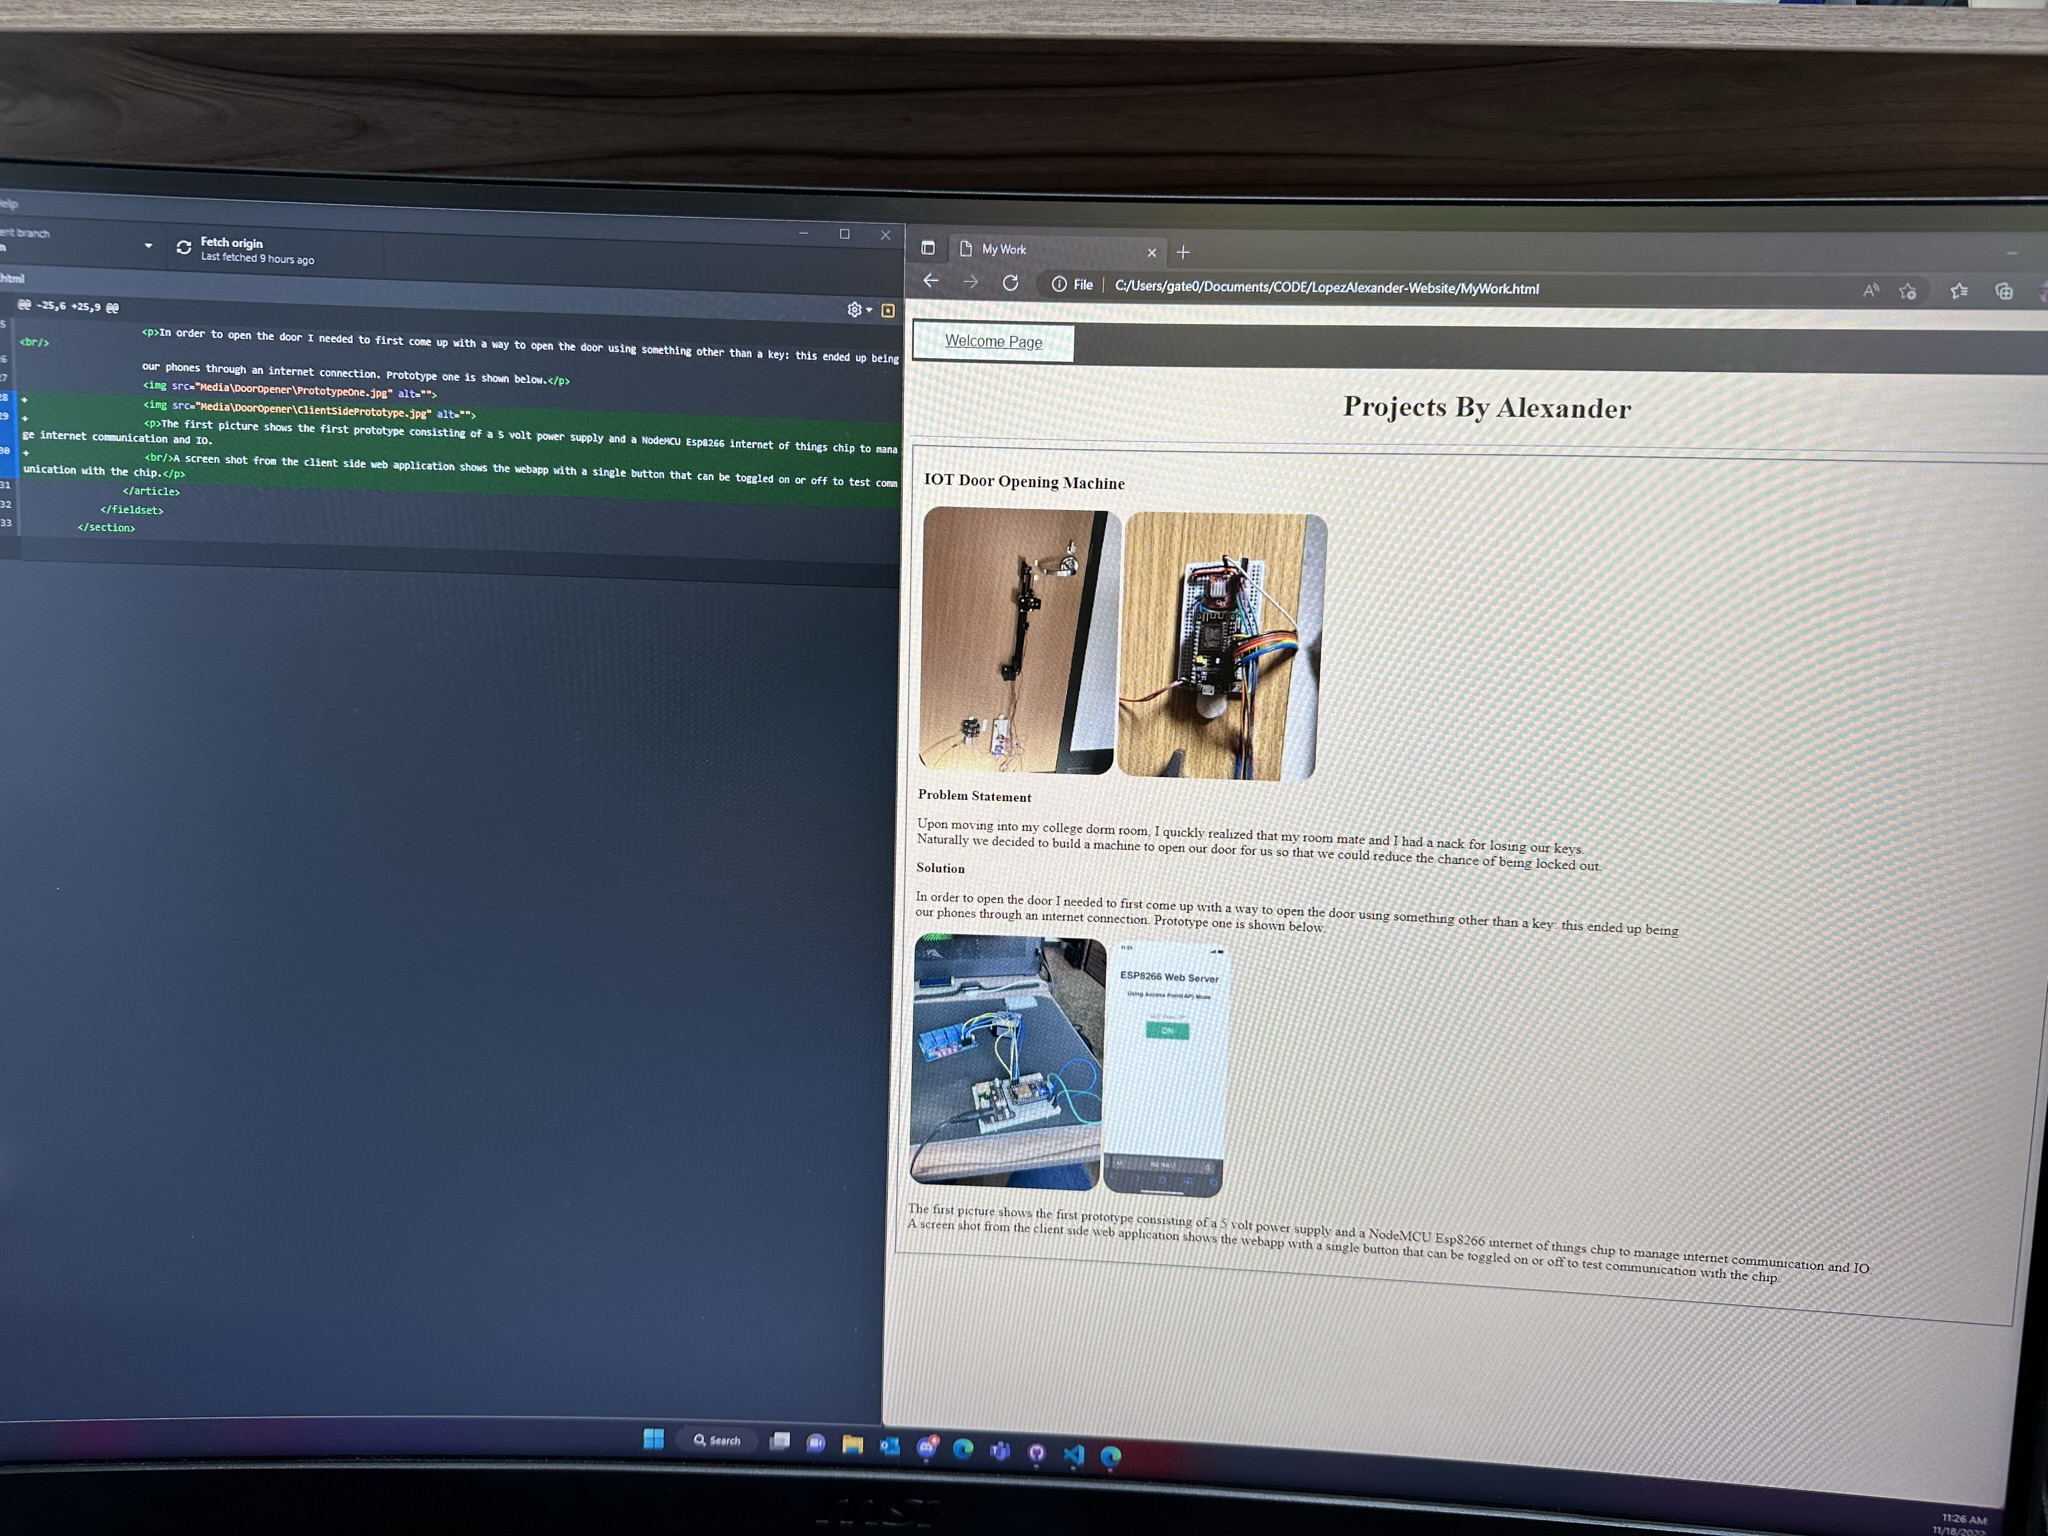 Help
ent branch
Fetch origin
Last fetched 9 hours ago
html
@@ -25,6 +25,9 @@
<p>In order to open the door I needed to first come up with a way to open the door using something other than a key: this ended up being
<br/>
our phones through an internet connection. Prototype one is shown below.</p>
<img src="Media\DoorOpener\PrototypeOne.jpg" alt="">
28 + <img src="Media\DoorOpener\ClientSidePrototype.jpg" alt="">
29 + <p>The first picture shows the first prototype consisting of a 5 volt power supply and a NodeMCU Esp8266 internet of things chip to mana
ge internet communication and IO.
30 + <br/>A screen shot from the client side web application shows the webapp with a single button that can be toggled on or off to test comm
unication with the chip.</p>
31 </article>
32 </fieldset>
33 </section>
My Work
File C:/Users/gate0/Documents/CODE/LopezAlexander-Website/MyWork.html
Welcome Page
Projects By Alexander
IOT Door Opening Machine
Problem Statement
Upon moving into my college dorm room, I quickly realized that my room mate and I had a nack for losing our keys.
Naturally we decided to build a machine to open our door for us so that we could reduce the chance of being locked out.
Solution
In order to open the door I needed to first come up with a way to open the door using something other than a key: this ended up being
our phones through an internet connection. Prototype one is shown below.
ESP8266 Web Server
Using Access Point(AP) Mode
ON
The first picture shows the first prototype consisting of a 5 volt power supply and a NodeMCU Esp8266 internet of things chip to manage internet communication and IO.
A screen shot from the client side web application shows the webapp with a single button that can be toggled on or off to test communication with the chip.
Search
11:26 AM
msi